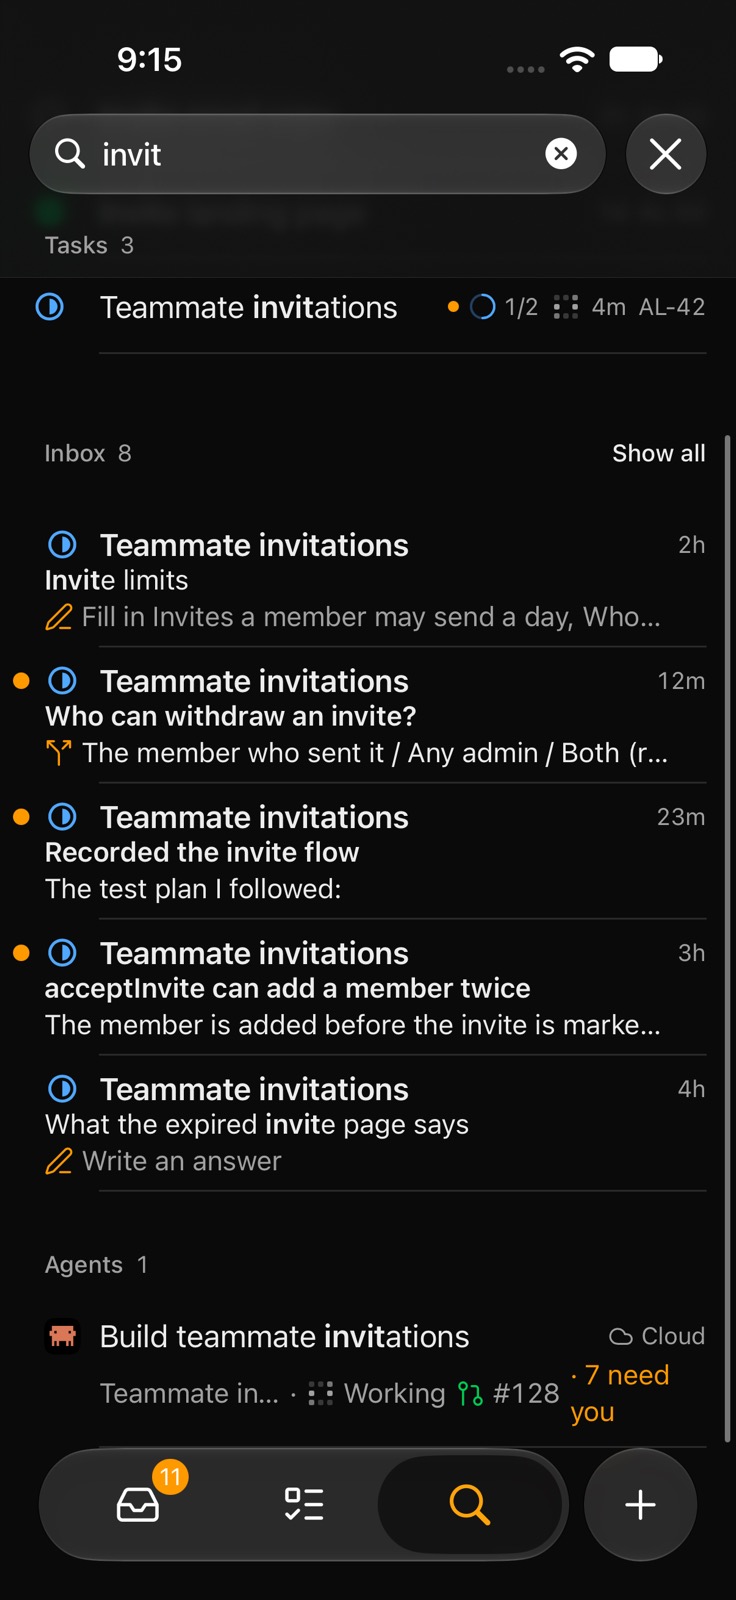 9:15
invit
Tasks 3
Teammate invitations 1/2 4m AL-42
Inbox 8 Show all
Teammate invitations 2h
Invite limits
Fill in Invites a member may send a day, Who...
Teammate invitations 12m
Who can withdraw an invite?
The member who sent it / Any admin / Both (r...
Teammate invitations 23m
Recorded the invite flow
The test plan I followed:
Teammate invitations 3h
acceptInvite can add a member twice
The member is added before the invite is marke...
Teammate invitations 4h
What the expired invite page says
Write an answer
Agents 1
Build teammate invitations Cloud
Teammate in... · Working #128 · 7 need you
11